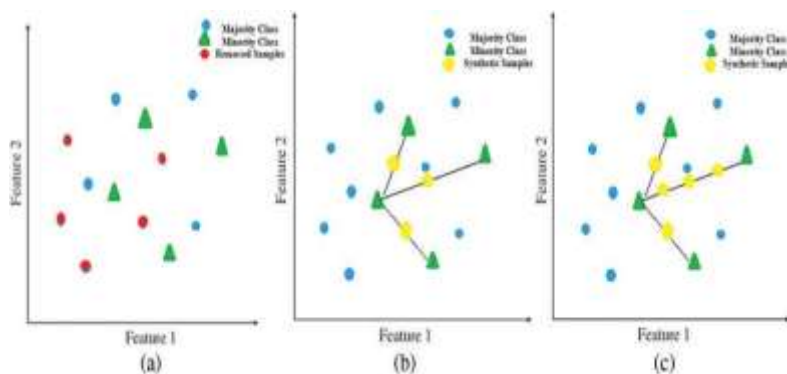 Majority Class
Minority Class
Removed Samples
Feature 2
Feature 1
(a)
Majority Class
Minority Class
Synthetic Samples
Feature 2
Feature 1
(b)
Majority Class
Minority Class
Synthetic Samples
Feature 2
Feature 1
(c)